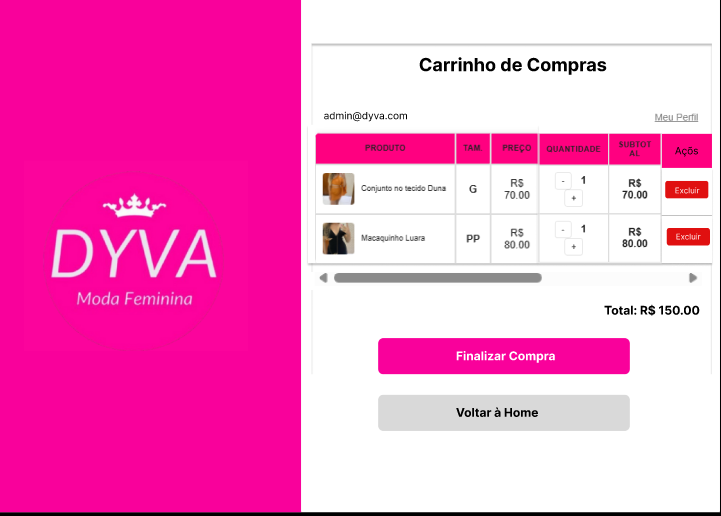 DYVA
Moda Feminina
Carrinho de Compras
admin@dyva.com
Meu Perfil
PRODUTO TAM. PREÇO QUANTIDADE SUBTOT
AL Açõs
Conjunto no tecido Duna G R$
70.00 - 1
+ R$
70.00 Excluir
Macaquinho Luara PP R$
80.00 - 1
+ R$
80.00 Excluir
Total: R$ 150.00
Finalizar Compra
Voltar à Home